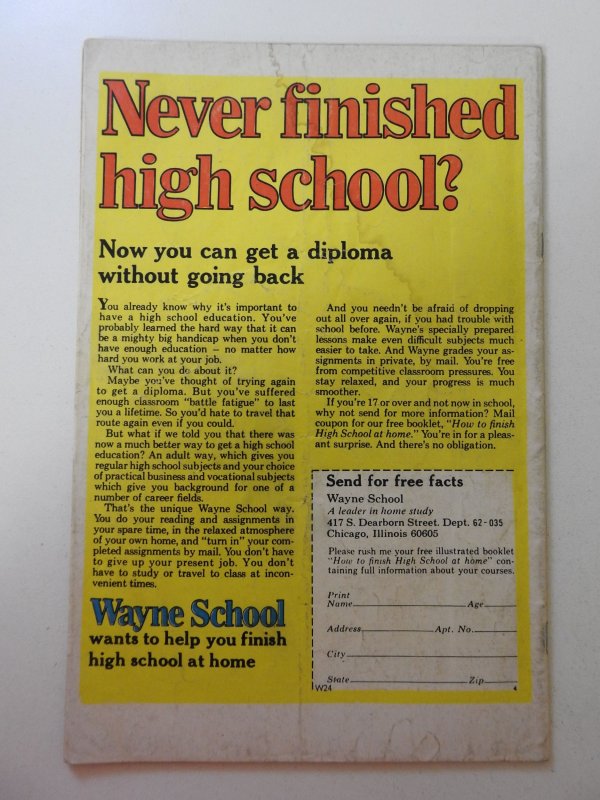 Never finished
high school?
Now you can get a diploma
without going back
You already know why it's important to
have a high school education. You've
probably learned the hard way that it can
be a mighty big handicap when you don't
have enough education – no matter how
hard you work at your job.
What can you do about it?
Maybe you've thought of trying again
to get a diploma. But you've suffered
enough classroom "battle fatigue" to last
you a lifetime. So you'd hate to travel that
route again even if you could.
But what if we told you that there was
now a much better way to get a high school
education? An adult way, which gives you
regular high school subjects and your choice
of practical business and vocational subjects
which give you background for one of a
number of career fields.
That's the unique Wayne School way.
You do your reading and assignments in
your spare time, in the relaxed atmosphere
of your own home, and "turn in" your com-
pleted assignments by mail. You don't have
to give up your present job. You don't
have to study or travel to class at incon-
venient times.
Wayne School
wants to help you finish
high school at home
And you needn't be afraid of dropping
out all over again, if you had trouble with
school before. Wayne's specially prepared
lessons make even difficult subjects much
easier to take. And Wayne grades your as-
signments in private, by mail. You're free
from competitive classroom pressures. You
stay relaxed, and your progress is much
smoother.
If you're 17 or over and not now in school,
why not send for more information? Mail
coupon for our free booklet, "How to finish
High School at home." You're in for a pleas-
ant surprise. And there's no obligation.
Send for free facts
Wayne School
A leader in home study
417 S. Dearborn Street. Dept. 62-035
Chicago, Illinois 60605
Please rush me your free illustrated booklet
"How to finish High School at home" con-
taining full information about your courses.
Print
Name Age
Address Apt. No.
City
State Zip
W24 4